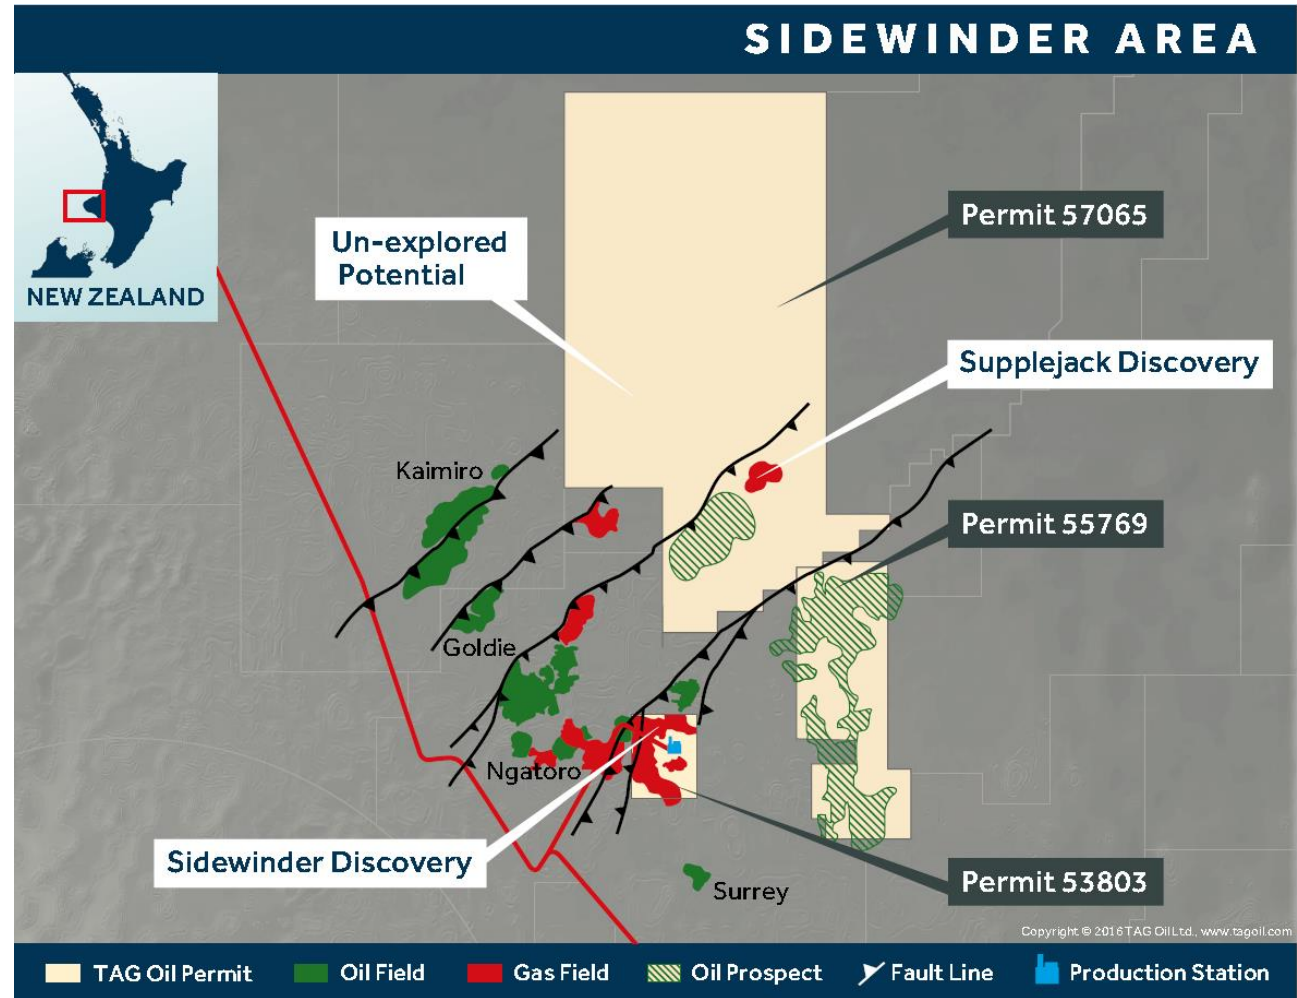 SIDEWINDER AREA
NEW ZEALAND
Un-explored
Potential
Permit 57065
Supplejack Discovery
Kaimiro
Permit 55769
Goldie
Ngatoro
Sidewinder Discovery
Permit 53803
Surrey
Copyright © 2016 TAG Oil Ltd., www.tagoil.com
TAG Oil Permit
Oil Field
Gas Field
Oil Prospect
Fault Line
Production Station